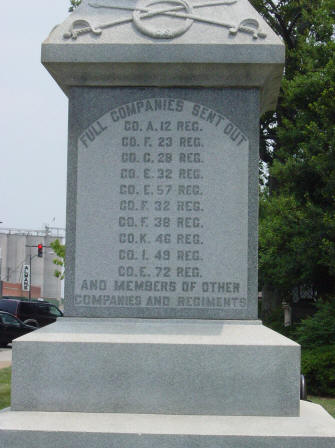 FULL COMPANIES SENT OUT
CO. A. 12 REG.
CO. F. 23 REG.
CO. G. 28 REG.
CO. E. 32 REG.
CO. E. 57 REG.
CO. F. 32 REG.
CO. F. 38 REG.
CO. K. 46 REG.
CO. I. 49 REG.
CO. E. 72 REG.
AND MEMBERS OF OTHER
COMPANIES AND REGIMENTS